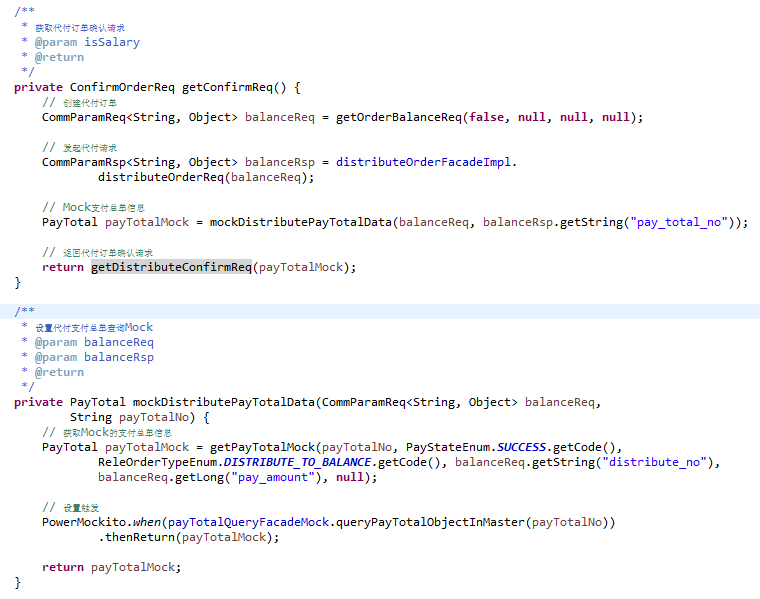 /**
 * 获取代付订单确认请求
 * @param isSalary
 * @return
 */
private ConfirmOrderReq getConfirmReq() {
    // 创建代付订单
    CommParamReq<String, Object> balanceReq = getOrderBalanceReq(false, null, null, null);

    // 发起代付请求
    CommParamRsp<String, Object> balanceRsp = distributeOrderFacadeImpl.
            distributeOrderReq(balanceReq);

    // Mock支付总单信息
    PayTotal payTotalMock = mockDistributePayTotalData(balanceReq, balanceRsp.getString("pay_total_no"));

    // 返回代付订单确认请求
    return getDistributeConfirmReq(payTotalMock);
}

/**
 * 设置代付支付总单查询Mock
 * @param balanceReq
 * @param balanceRsp
 * @return
 */
private PayTotal mockDistributePayTotalData(CommParamReq<String, Object> balanceReq,
        String payTotalNo) {
    // 获取Mock的支付总单信息
    PayTotal payTotalMock = getPayTotalMock(payTotalNo, PayStateEnum.SUCCESS.getCode(),
            ReleOrderTypeEnum.DISTRIBUTE_TO_BALANCE.getCode(), balanceReq.getString("distribute_no"),
            balanceReq.getLong("pay_amount"), null);

    // 设置触发
    PowerMockito.when(payTotalQueryFacadeMock.queryPayTotalObjectInMaster(payTotalNo))
            .thenReturn(payTotalMock);

    return payTotalMock;
}